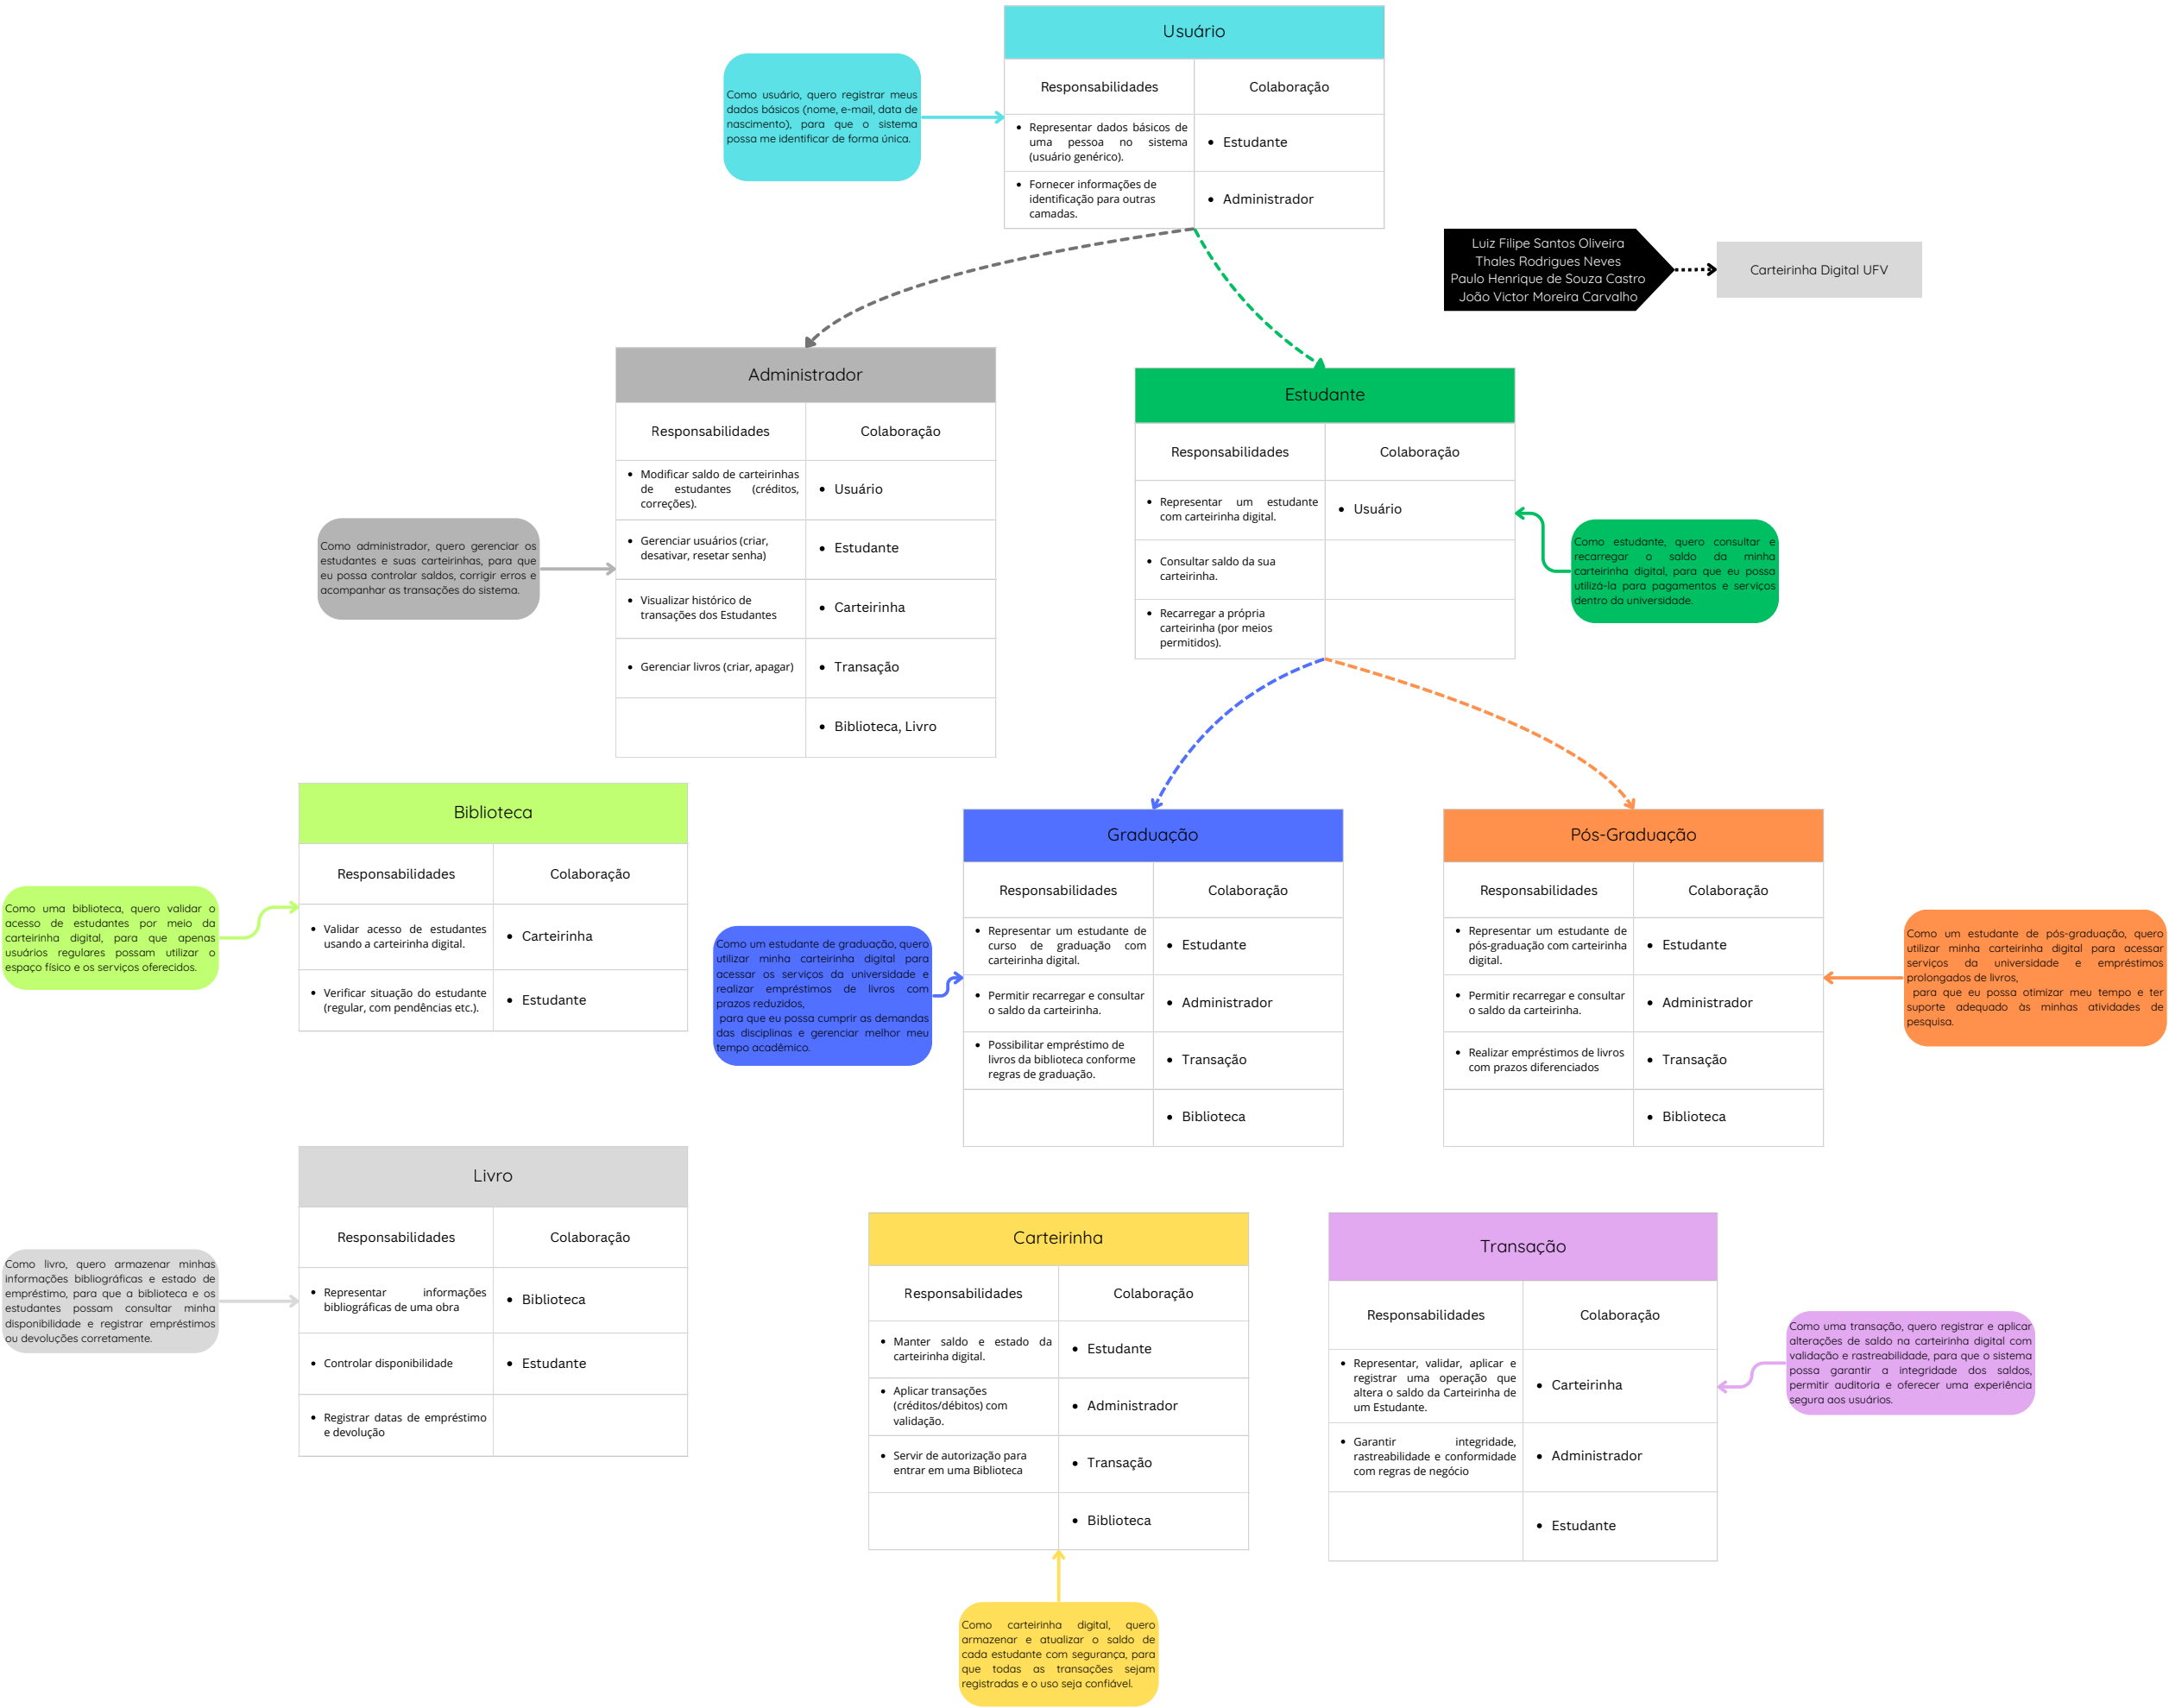 Usuário
Responsabilidades
Colaboração
Representar dados básicos de
uma pessoa no sistema
(usuário genérico).
Estudante
Fornecer informações de
identificação para outras
camadas.
Administrador
Como usuário, quero registrar meus
dados básicos (nome, e-mail, data de
nascimento), para que o sistema
possa me identificar de forma única.
Luiz Filipe Santos Oliveira
Thales Rodrigues Neves
Paulo Henrique de Souza Castro
João Victor Moreira Carvalho
Carteirinha Digital UFV
Administrador
Responsabilidades
Colaboração
Modificar saldo de carteirinhas
de estudantes (créditos,
correções).
Usuário
Gerenciar usuários (criar,
desativar, resetar senha)
Estudante
Visualizar histórico de
transações dos Estudantes
Carteirinha
Gerenciar livros (criar, apagar)
Transação
Biblioteca, Livro
Como administrador, quero gerenciar os
estudantes e suas carteirinhas, para que
eu possa controlar saldos, corrigir erros e
acompanhar as transações do sistema.
Estudante
Responsabilidades
Colaboração
Representar um estudante
com carteirinha digital.
Usuário
Consultar saldo da sua
carteirinha.
Recarregar a própria
carteirinha (por meios
permitidos).
Como estudante, quero consultar e
recarregar o saldo da minha
carteirinha digital, para que eu possa
utilizá-la para pagamentos e serviços
dentro da universidade.
Biblioteca
Responsabilidades
Colaboração
Validar acesso de estudantes
usando a carteirinha digital.
Carteirinha
Verificar situação do estudante
(regular, com pendências etc.).
Estudante
Como uma biblioteca, quero validar o
acesso de estudantes por meio da
carteirinha digital, para que apenas
usuários regulares possam utilizar o
espaço físico e os serviços oferecidos.
Graduação
Responsabilidades
Colaboração
Representar um estudante de
curso de graduação com
carteirinha digital.
Estudante
Permitir recarregar e consultar
o saldo da carteirinha.
Administrador
Possibilitar empréstimo de
livros da biblioteca conforme
regras de graduação.
Transação
Biblioteca
Como um estudante de graduação, quero
utilizar minha carteirinha digital para
acessar os serviços da universidade e
realizar empréstimos de livros com
prazos reduzidos,
para que eu possa cumprir as demandas
das disciplinas e gerenciar melhor meu
tempo acadêmico.
Pós-Graduação
Responsabilidades
Colaboração
Representar um estudante de
pós-graduação com carteirinha
digital.
Estudante
Permitir recarregar e consultar
o saldo da carteirinha.
Administrador
Realizar empréstimos de livros
com prazos diferenciados
Transação
Biblioteca
Como um estudante de pós-graduação, quero
utilizar minha carteirinha digital para acessar
serviços da universidade e empréstimos
prolongados de livros,
para que eu possa otimizar meu tempo e ter
suporte adequado às minhas atividades de
pesquisa.
Livro
Responsabilidades
Colaboração
Representar informações
bibliográficas de uma obra
Biblioteca
Controlar disponibilidade
Estudante
Registrar datas de empréstimo
e devolução
Como livro, quero armazenar minhas
informações bibliográficas e estado de
empréstimo, para que a biblioteca e os
estudantes possam consultar minha
disponibilidade e registrar empréstimos
ou devoluções corretamente.
Carteirinha
Responsabilidades
Colaboração
Manter saldo e estado da
carteirinha digital.
Estudante
Aplicar transações
(créditos/débitos) com
validação.
Administrador
Servir de autorização para
entrar em uma Biblioteca
Transação
Biblioteca
Como carteirinha digital, quero
armazenar e atualizar o saldo de
cada estudante com segurança, para
que todas as transações sejam
registradas e o uso seja confiável.
Transação
Responsabilidades
Colaboração
Representar, validar, aplicar e
registrar uma operação que
altera o saldo da Carteirinha de
um Estudante.
Carteirinha
Garantir integridade,
rastreabilidade e conformidade
com regras de negócio
Administrador
Estudante
Como uma transação, quero registrar e aplicar
alterações de saldo na carteirinha digital com
validação e rastreabilidade, para que o sistema
possa garantir a integridade dos saldos,
permitir auditoria e oferecer uma experiência
segura aos usuários.